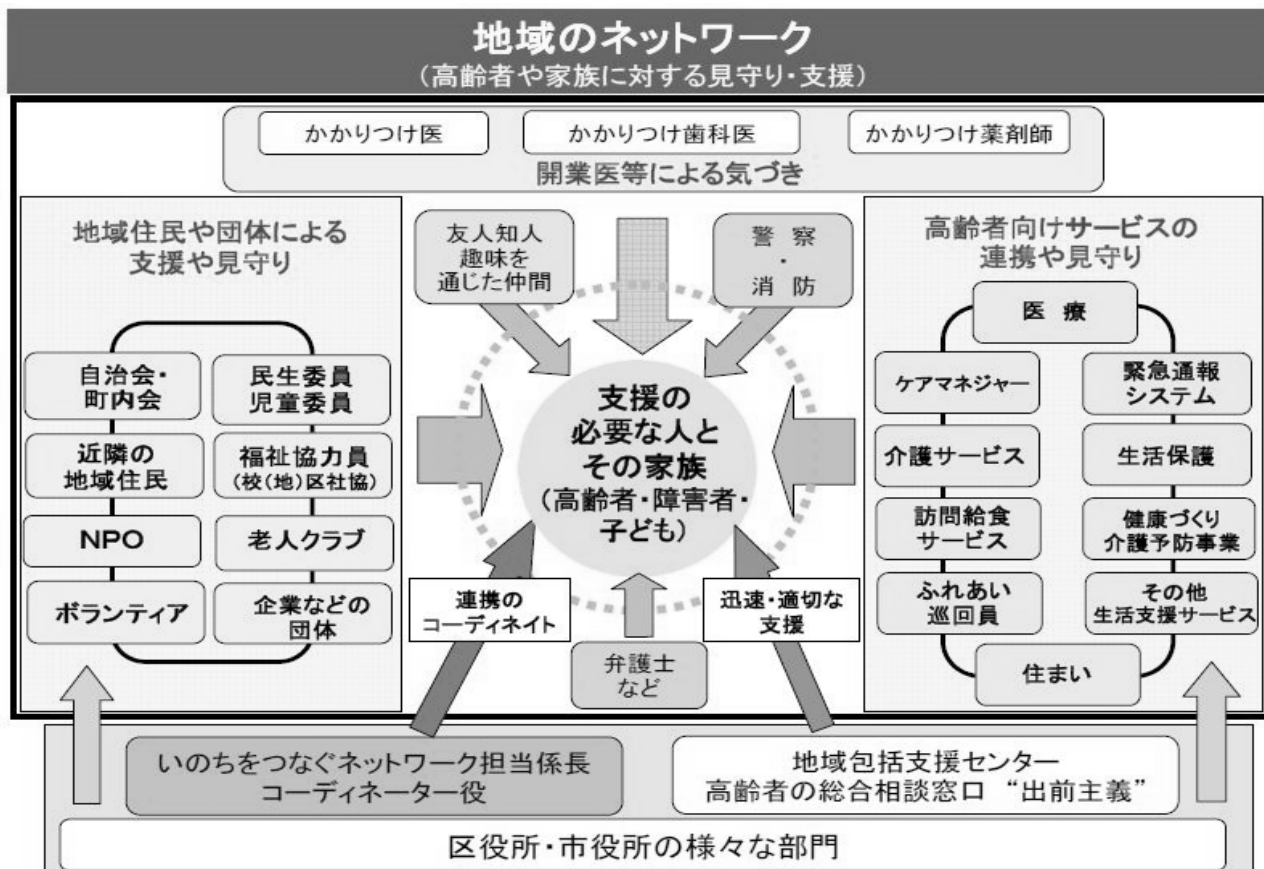 地域のネットワーク
(高齢者や家族に対する見守り・支援)
かかりつけ医
かかりつけ歯科医
かかりつけ薬剤師
開業医等による気づき
地域住民や団体による
支援や見守り
自治会・
町内会
民生委員
児童委員
近隣の
地域住民
福祉協力員
(校(地)区社協)
NPO
老人クラブ
ボランティア
企業などの
団体
友人知人
趣味を
通じた仲間
警 察
・
消 防
支援の
必要な人と
その家族
(高齢者・障害者・
子ども)
連携の
コーディネイト
迅速・適切な
支援
弁護士
など
高齢者向けサービスの
連携や見守り
医 療
ケアマネジャー
緊急通報
システム
介護サービス
生活保護
訪問給食
サービス
健康づくり
介護予防事業
ふれあい
巡回員
その他
生活支援サービス
住まい
いのちをつなぐネットワーク担当係長
コーディネーター役
地域包括支援センター
高齢者の総合相談窓口 “出前主義”
区役所・市役所の様々な部門